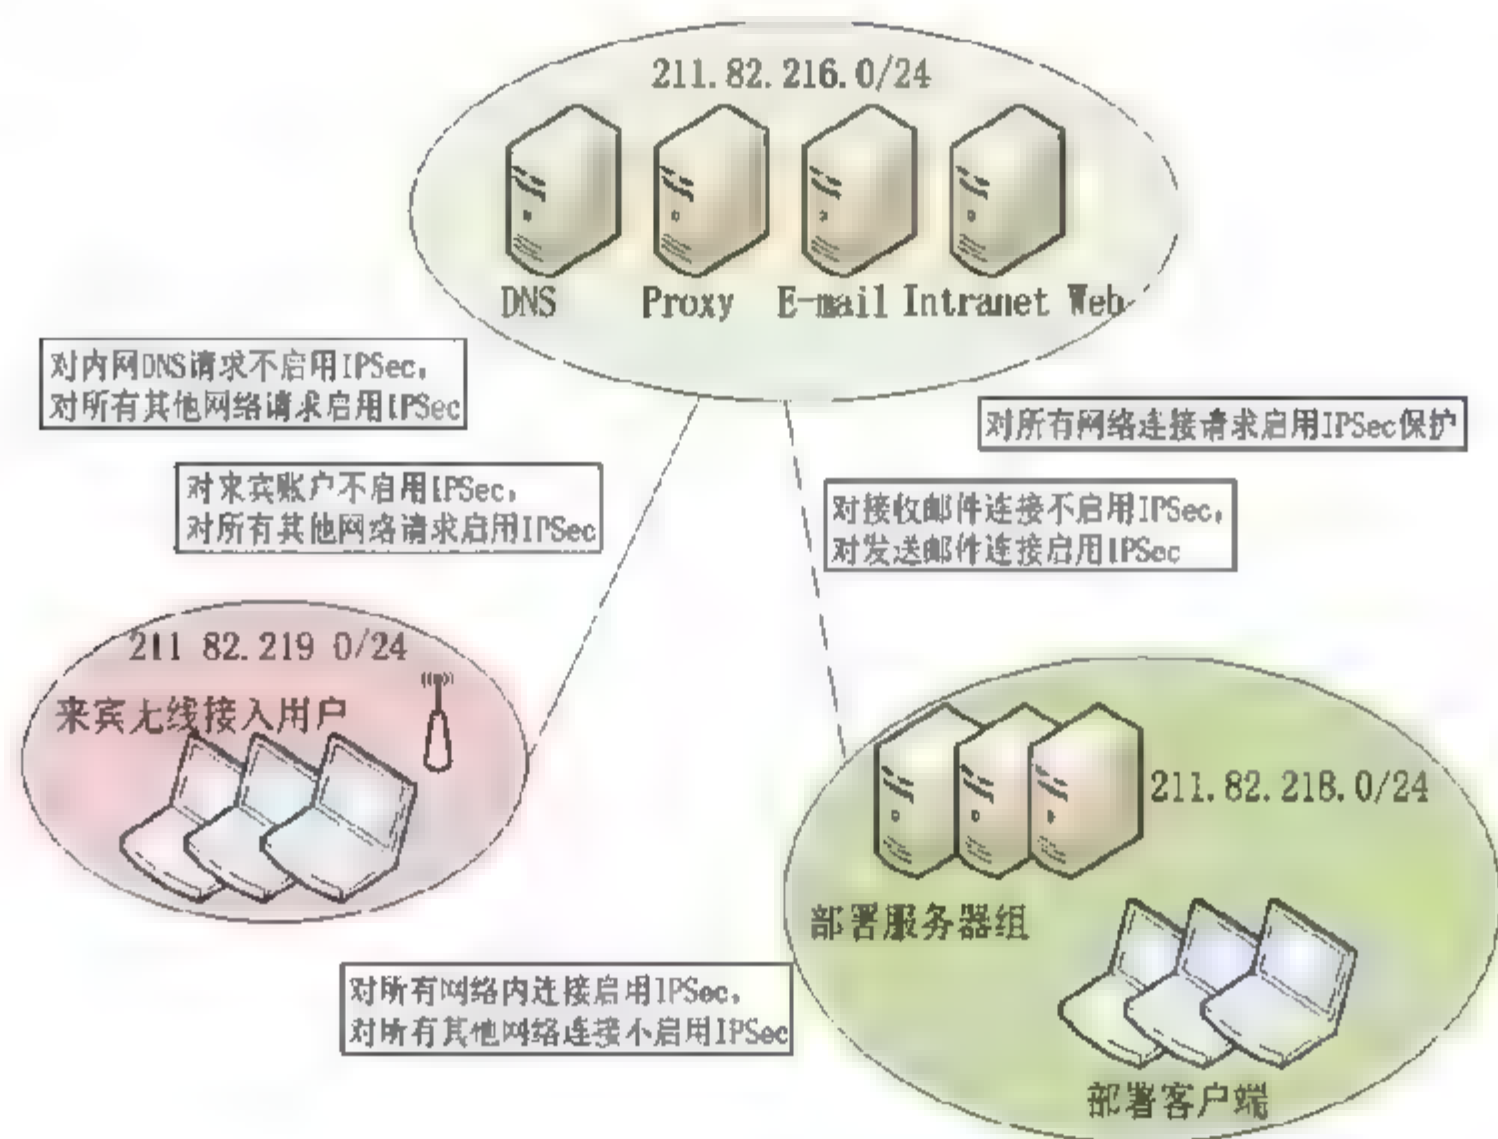 211.82.216.0/24
DNS Proxy E-mail Intranet Web
对内网DNS请求不启用IPSec,
对所有其他网络请求启用IPSec
对所有网络连接请求启用IPSec保护
对来宾账户不启用IPSec,
对所有其他网络请求启用IPSec
对接收邮件连接不启用IPSec,
对发送邮件连接启用IPSec
211 82.219 0/24
来宾无线接入用户
211.82.218.0/24
部署服务器组
对所有网络内连接启用IPSec,
对所有其他网络连接不启用IPSec
部署客户端